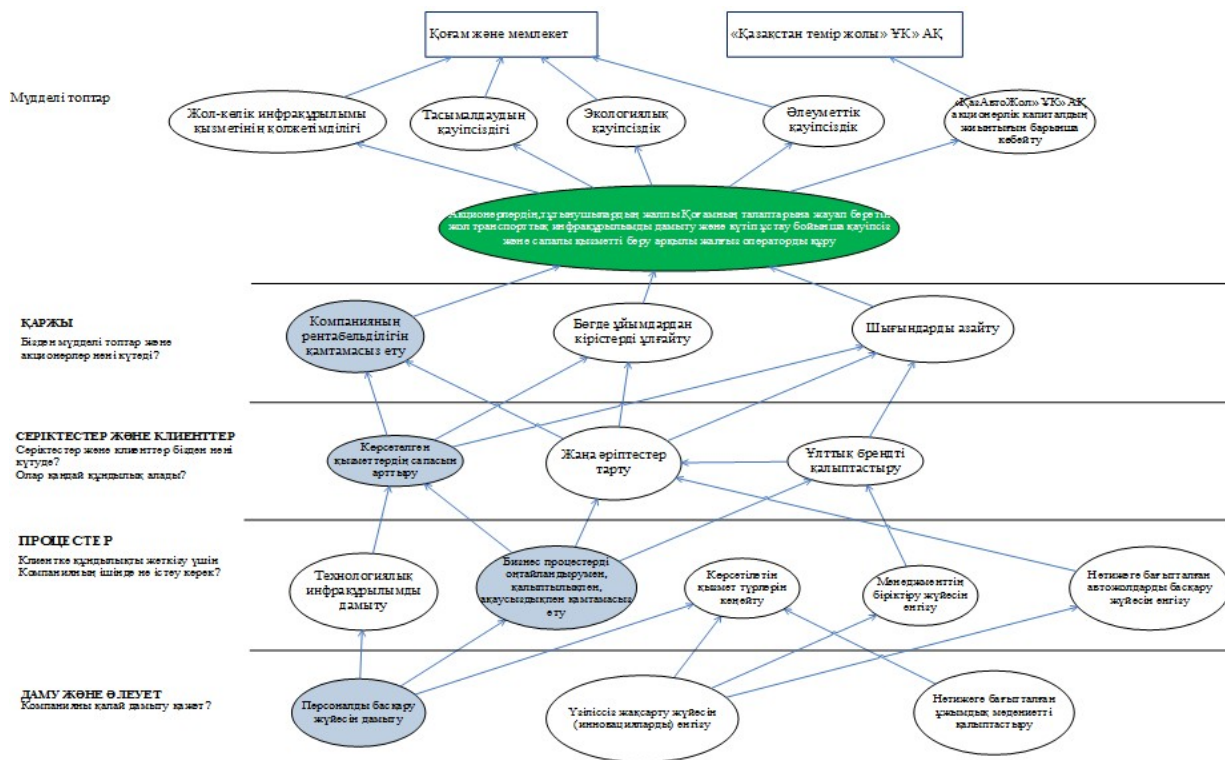 Қоғам және мемлекет
«Қазақстан темір жолы» ҰК» АҚ
Мүдделі топтар
Жол-көлік инфрақұрылымы
қызметінің қолжетімділігі
Тасымалдаудың
қауіпсіздігі
Экологиялық
қауіпсіздік
Әлеуметтік
қауіпсіздік
«ҚазАвтоЖол» ҰК» АҚ
акционерлік капиталдың
жиынтығын барынша
көбейту
Акционерлердің,тұтынушылардың жалпы Қоғамның талаптарына жауап беретін,
жол транспорттық инфрақұрылымды дамыту және күтіп ұстау бойынша қауіпсіз
және сапалы қызметті беру арқылы жалғыз операторды құру
ҚАРЖЫ
Бізден мүдделі топтар және
акционерлер нені күтеді?
Компанияның
рентабельділігін
қамтамасыз ету
Бөгде ұйымдардан
кірістерді ұлғайту
Шығындарды азайту
СЕРІКТЕСТЕР ЖӘНЕ КЛИЕНТТЕР
Серіктестер және клиенттер бізден нені
күтуде?
Олар қандай құндылық алады?
Көрсетелген
қызметтердің сапасын
арттыру
Жаңа әріптестер
тарту
Ұлттық брендті
қалыптастыру
ПРОЦЕСТЕР
Клиентке құндылықты жеткізу үшін
Компанияның ішінде не істеу керек?
Технологиялық
инфрақұрылымды
дамыту
Бизнес процестерді
оңтайландырумен,
қалыптылықпен,
ақаусыздықпен қамтамасыз
ету
Көрсетілетін
қызмет түрлерін
кеңейту
Менеджменттің
біріктіру жүйесін
енгізу
Нәтижеге бағытталған
автожолдарды басқару
жүйесін енгізу
ДАМУ ЖӘНЕ ӘЛЕУЕТ
Компанияны қалай дамыту қажет?
Персоналды басқару
жүйесін дамыту
Үзіліссіз жақсарту жүйесін
(инновацияларды) енгізу
Нәтижеге бағытталған
ұжымдық мәдениетті
қалыптастыру